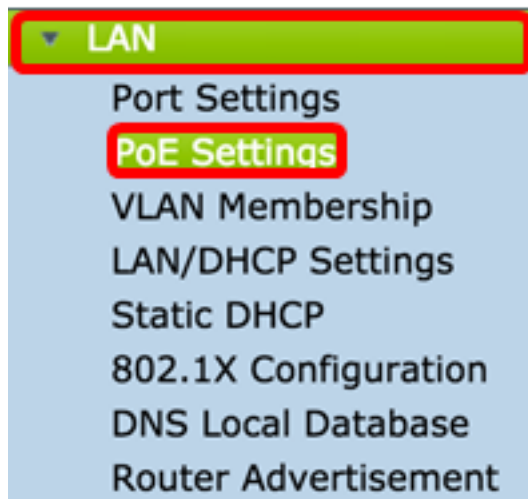 LAN
Port Settings
PoE Settings
VLAN Membership
LAN/DHCP Settings
Static DHCP
802.1X Configuration
DNS Local Database
Router Advertisement